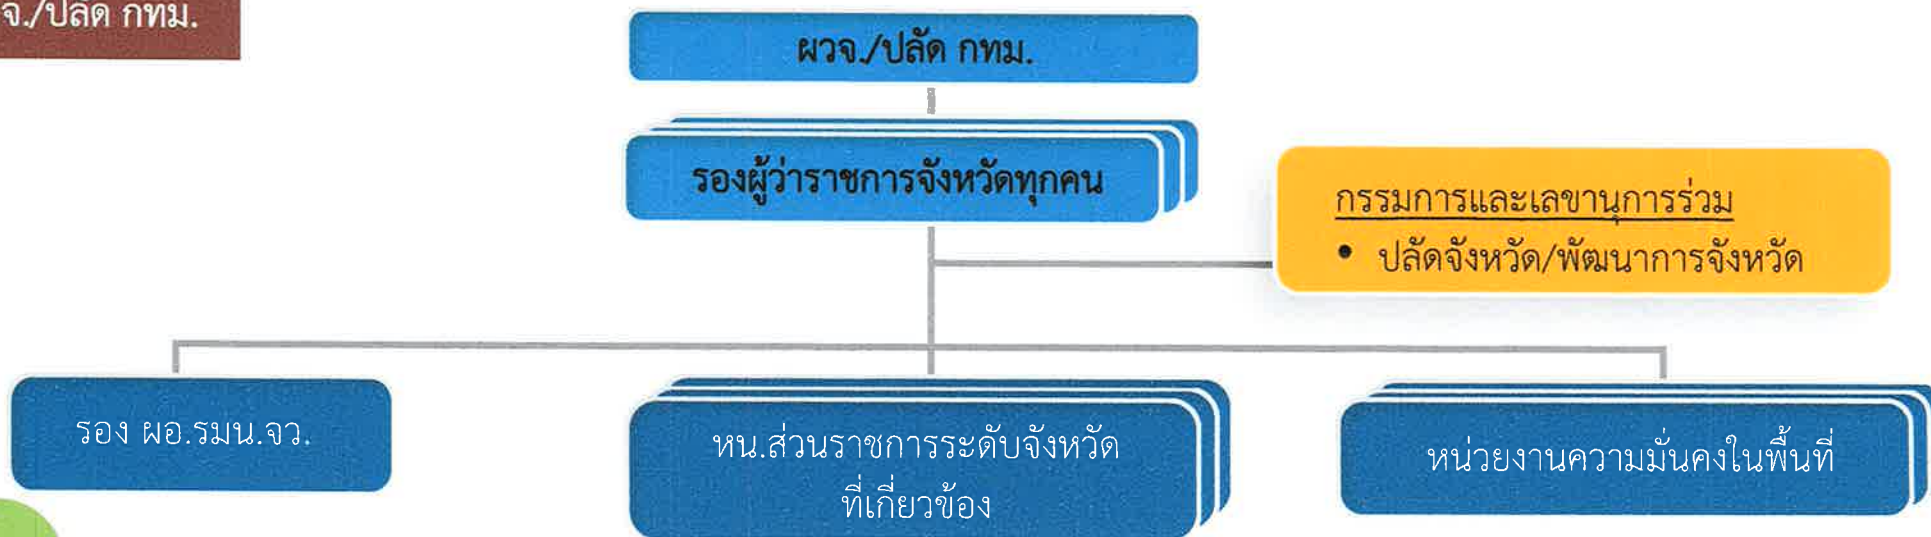 จ./ปลัด กทม.
ผวจ./ปลัด กทม.
รองผู้ว่าราชการจังหวัดทุกคน
กรรมการและเลขานุการร่วม
• ปลัดจังหวัด/พัฒนาการจังหวัด
รอง ผอ.รมน.จว.
หน.ส่วนราชการระดับจังหวัด
ที่เกี่ยวข้อง
หน่วยงานความมั่นคงในพื้นที่